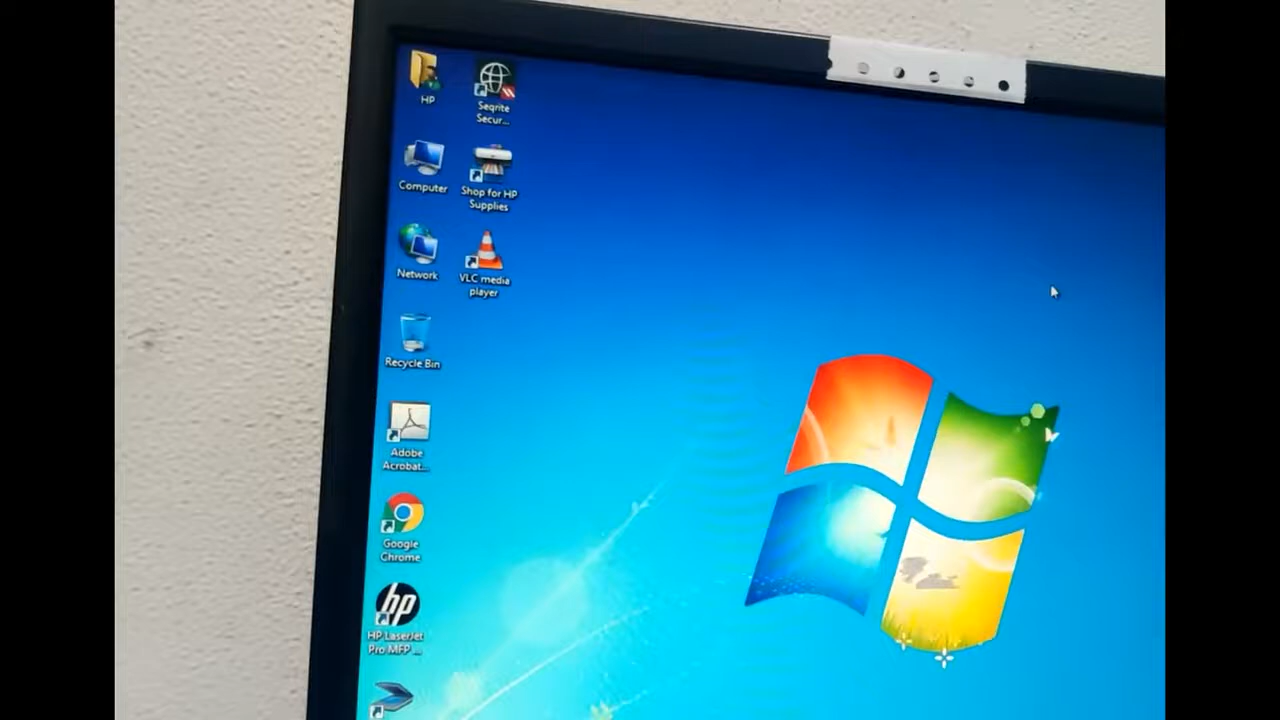 HP
Computer
Network
Recycle Bin
Adobe
Acrobat...
Google
Chrome
hp
HP LaserJet
Pro MFP ...
Seqrite
Secur...
Shop for HP
Supplies
VLC media
player